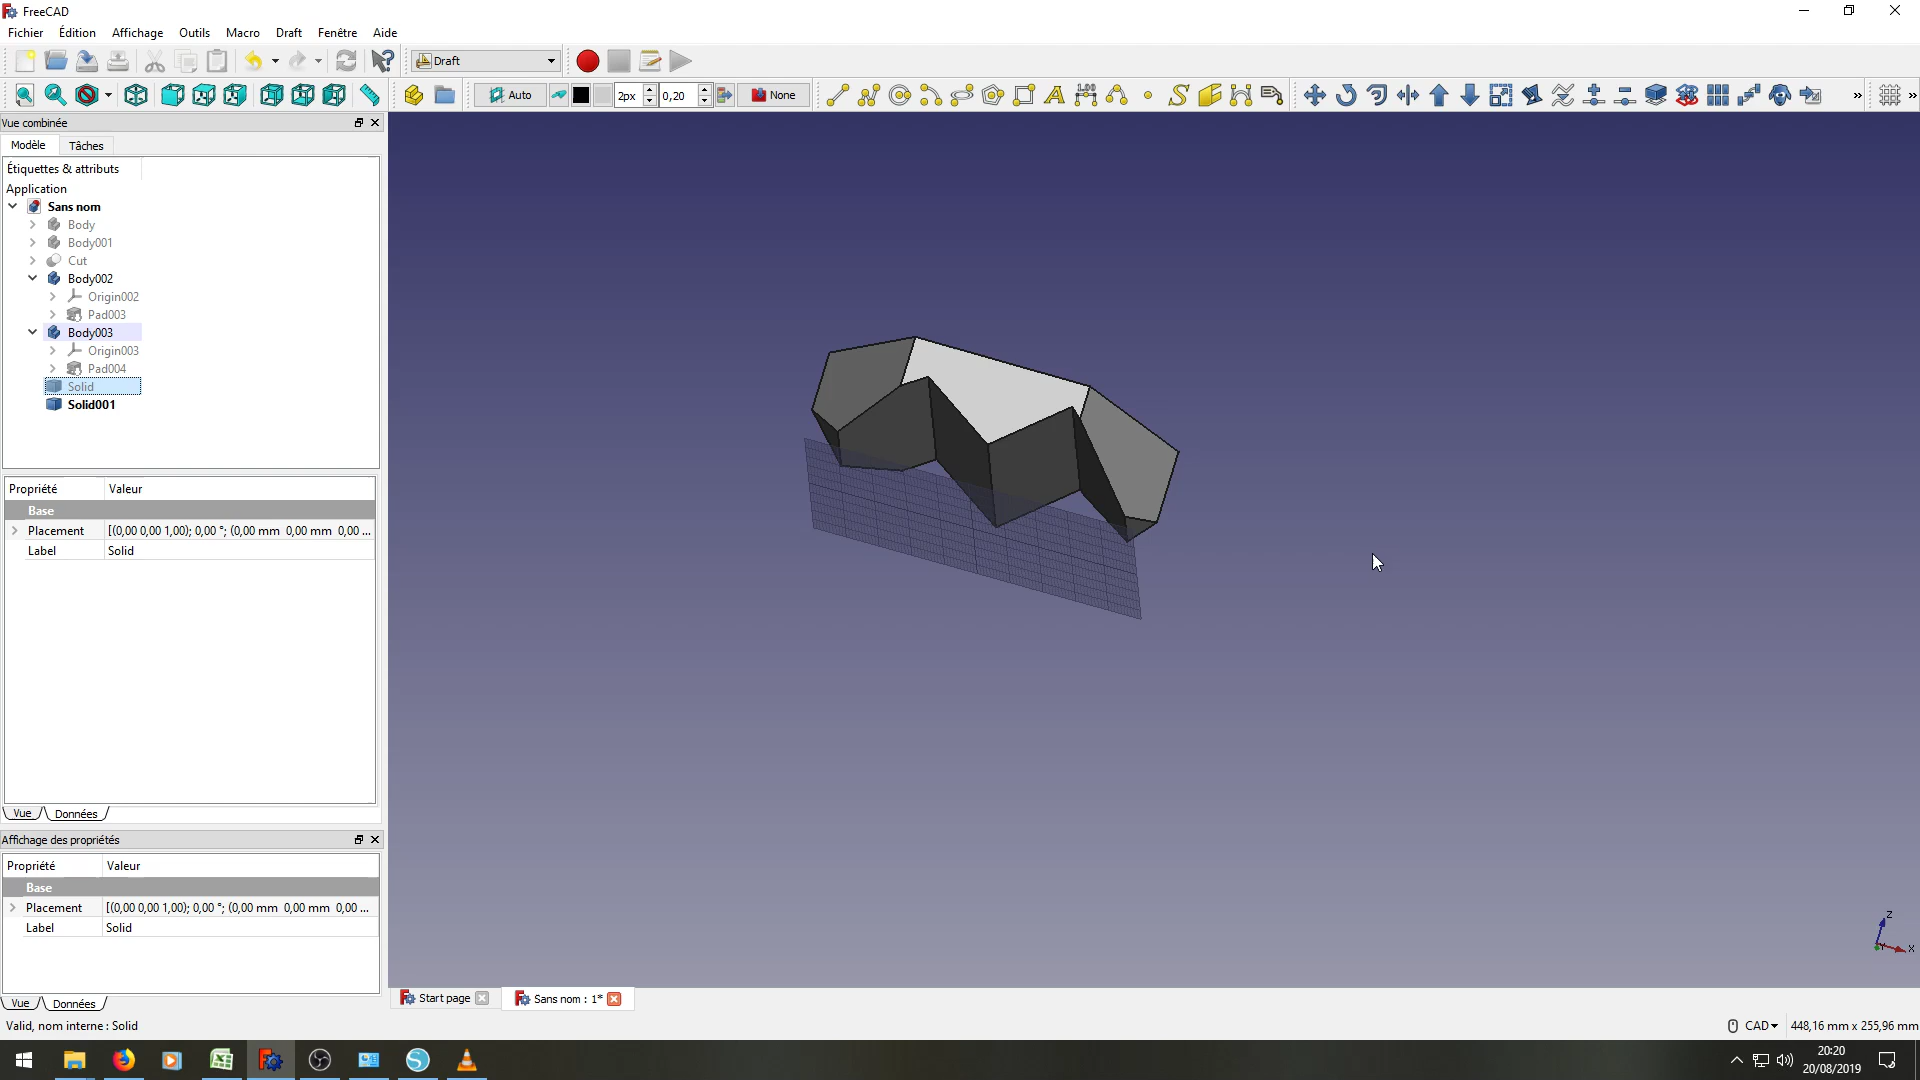 FreeCAD
Fichier Édition Affichage Outils Macro Draft Fenêtre Aide
Draft
Auto 2px 0,20 None A 1.00 S » »
Vue combinée
Modèle Tâches
Étiquettes & attributs
Application
Sans nom
Body
Body001
Cut
Body002
Origin002
Pad003
Body003
Origin003
Pad004
Solid
Solid001
Propriété Valeur
Base
Placement [(0,00 0,00 1,00); 0,00 °; (0,00 mm 0,00 mm 0,00 ...
Label Solid
Vue Données
Affichage des propriétés
Propriété Valeur
Base
Placement [(0,00 0,00 1,00); 0,00 °; (0,00 mm 0,00 mm 0,00 ...
Label Solid
Vue Données
Z
Y X
Start page Sans nom : 1*
Valid, nom interne : Solid
CAD 448,16 mm x 255,96 mm
20:20
20/08/2019